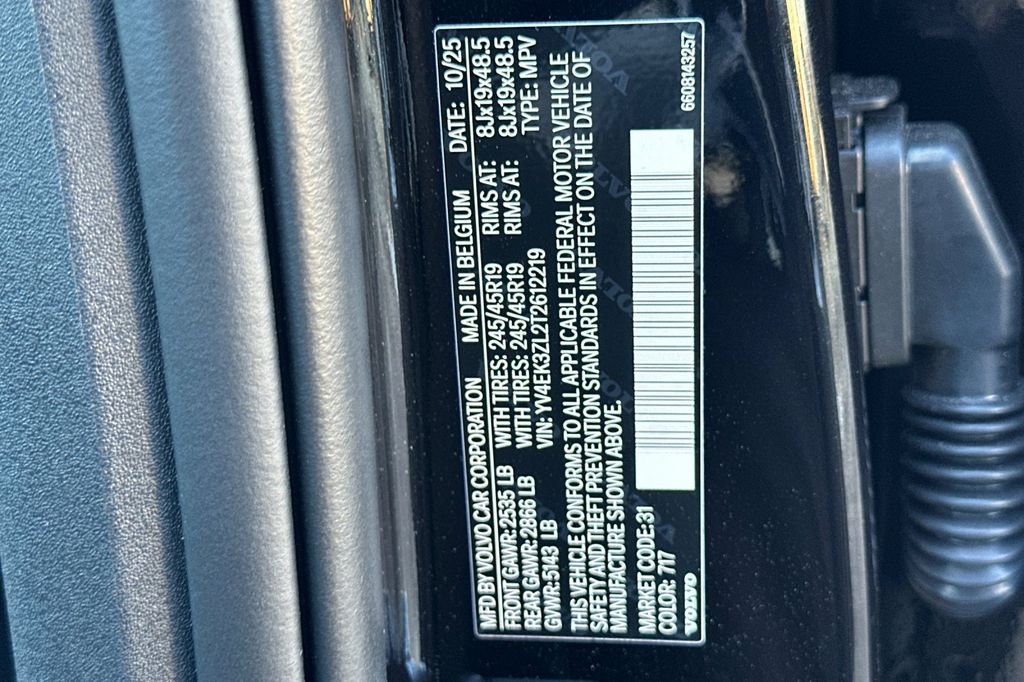 MFD BY VOLVO CAR CORPORATION MADE IN BELGIUM DATE: 10/25
FRONT GAWR: 2535 LB WITH TIRES: 245/45R19 RIMS AT: 8Jx19x48.5
REAR GAWR: 2866 LB WITH TIRES: 245/45R19 RIMS AT: 8Jx19x48.5
GVWR: 5143 LB VIN: YV4EK3ZL2T2612219 TYPE: MPV
THIS VEHICLE CONFORMS TO ALL APPLICABLE FEDERAL MOTOR VEHICLE
SAFETY AND THEFT PREVENTION STANDARDS IN EFFECT ON THE DATE OF
MANUFACTURE SHOWN ABOVE.
MARKET CODE: 31
COLOR: 717
VOLVO 6608143257